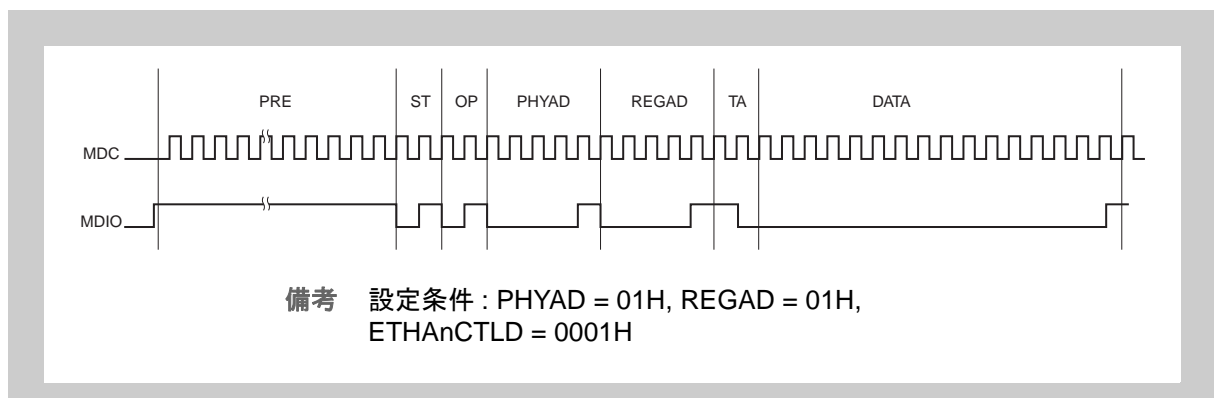 PRE ST OP PHYAD REGAD TA DATA
MDC
MDIO
備考 設定条件 : PHYAD = 01H, REGAD = 01H,
ETHAnCTLD = 0001H